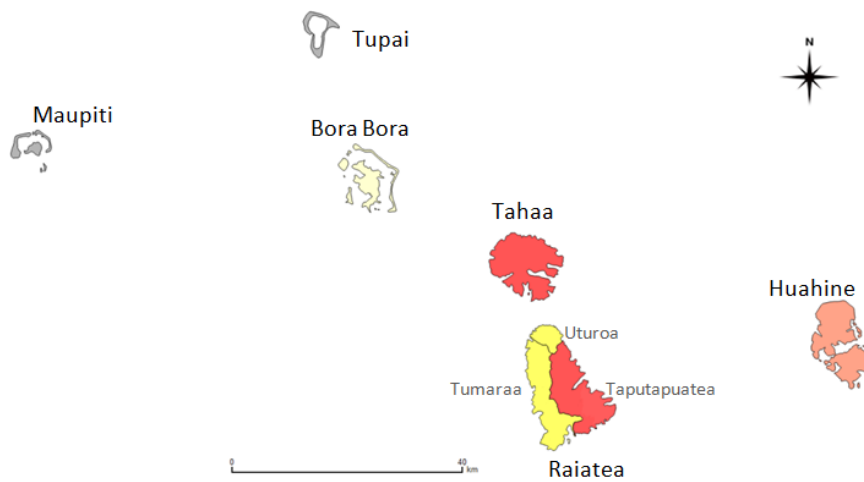 Tupai
N
Maupiti
Bora Bora
Tahaa
Huahine
Uturoa
Tumaraa
Taputapuatea
0
40
km
Raiatea